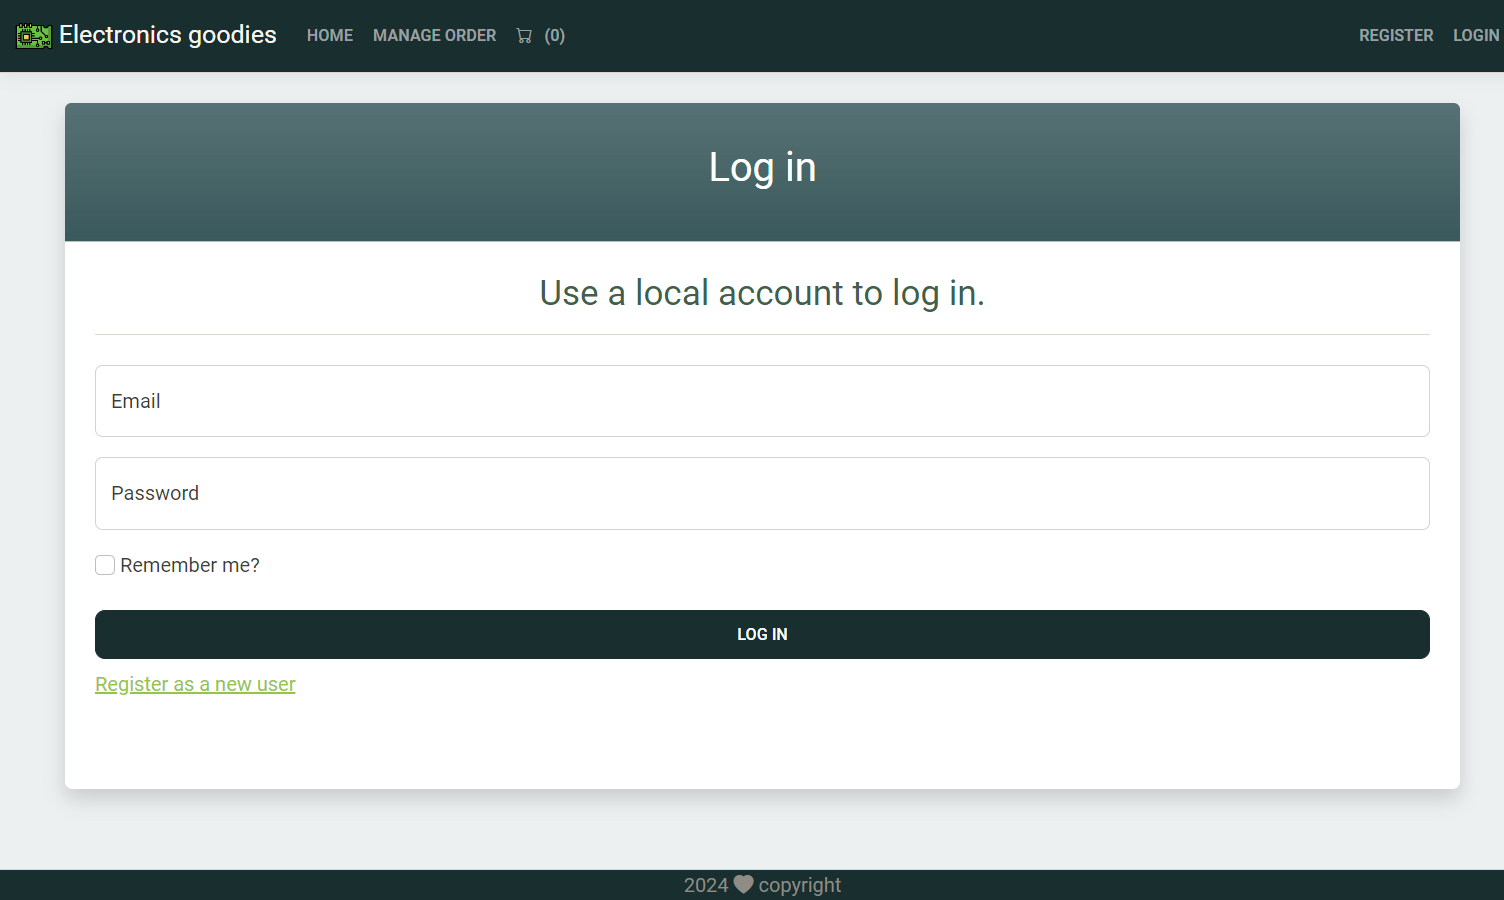 Electronics goodies HOME MANAGE ORDER (0) REGISTER LOGIN
Log in
Use a local account to log in.
Email
Password
Remember me?
LOG IN
Register as a new user
2024 copyright